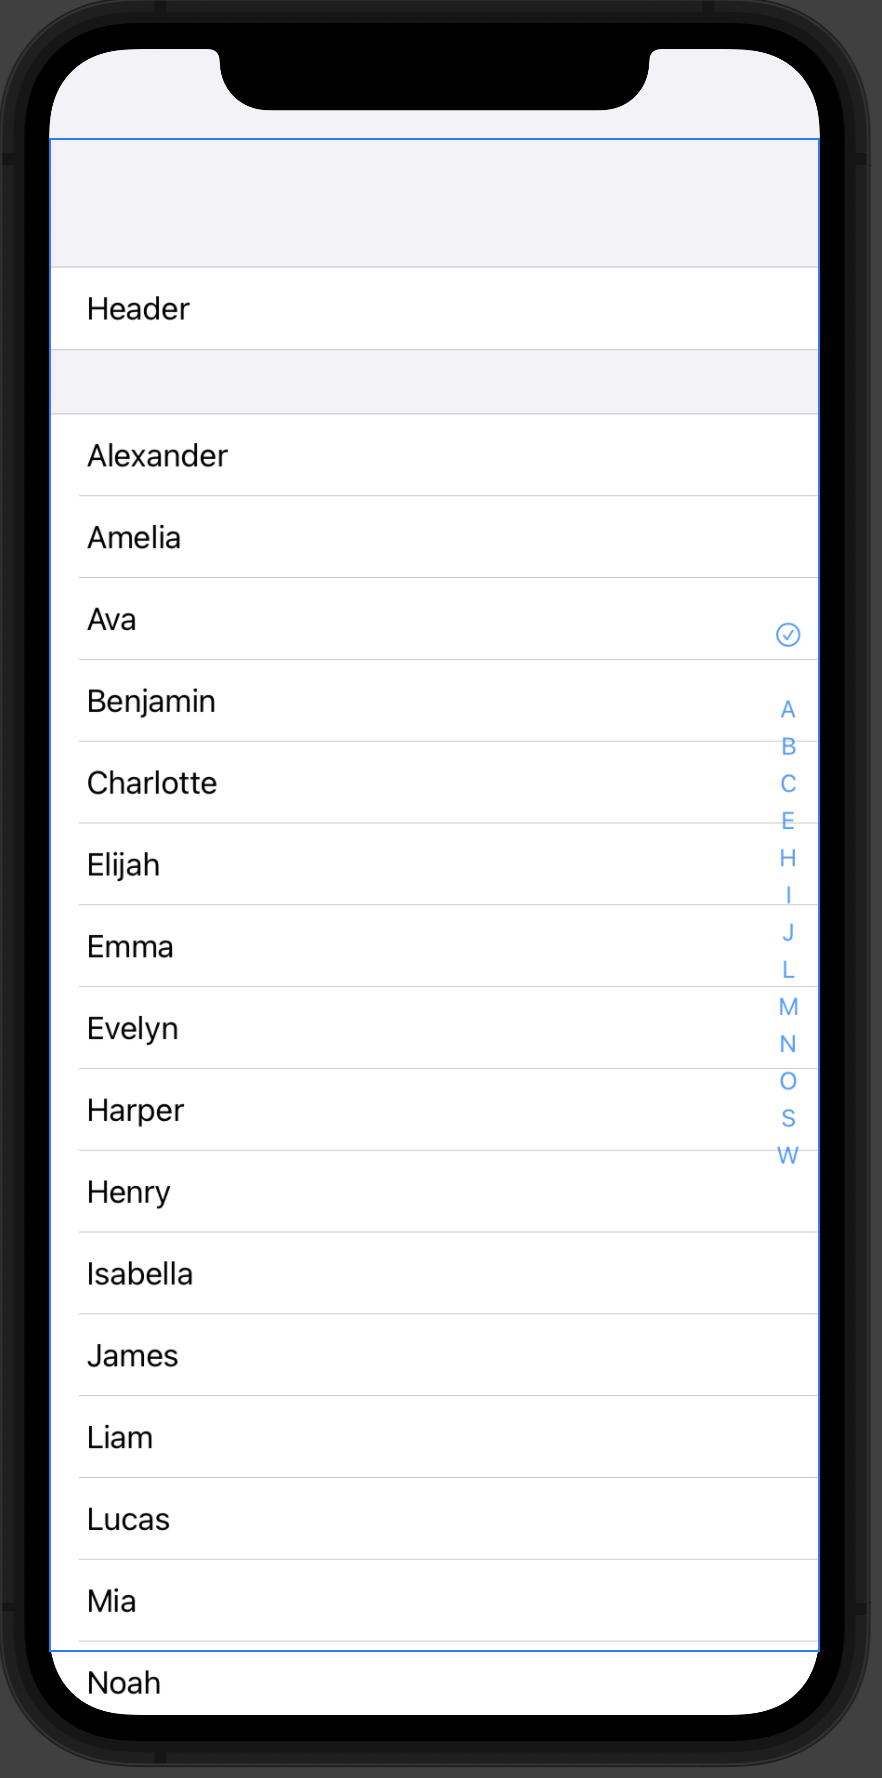 Header
Alexander
Amelia
Ava
Benjamin
Charlotte
Elijah
Emma
Evelyn
Harper
Henry
Isabella
James
Liam
Lucas
Mia
Noah
A
B
C
E
H
I
J
L
M
N
O
S
W